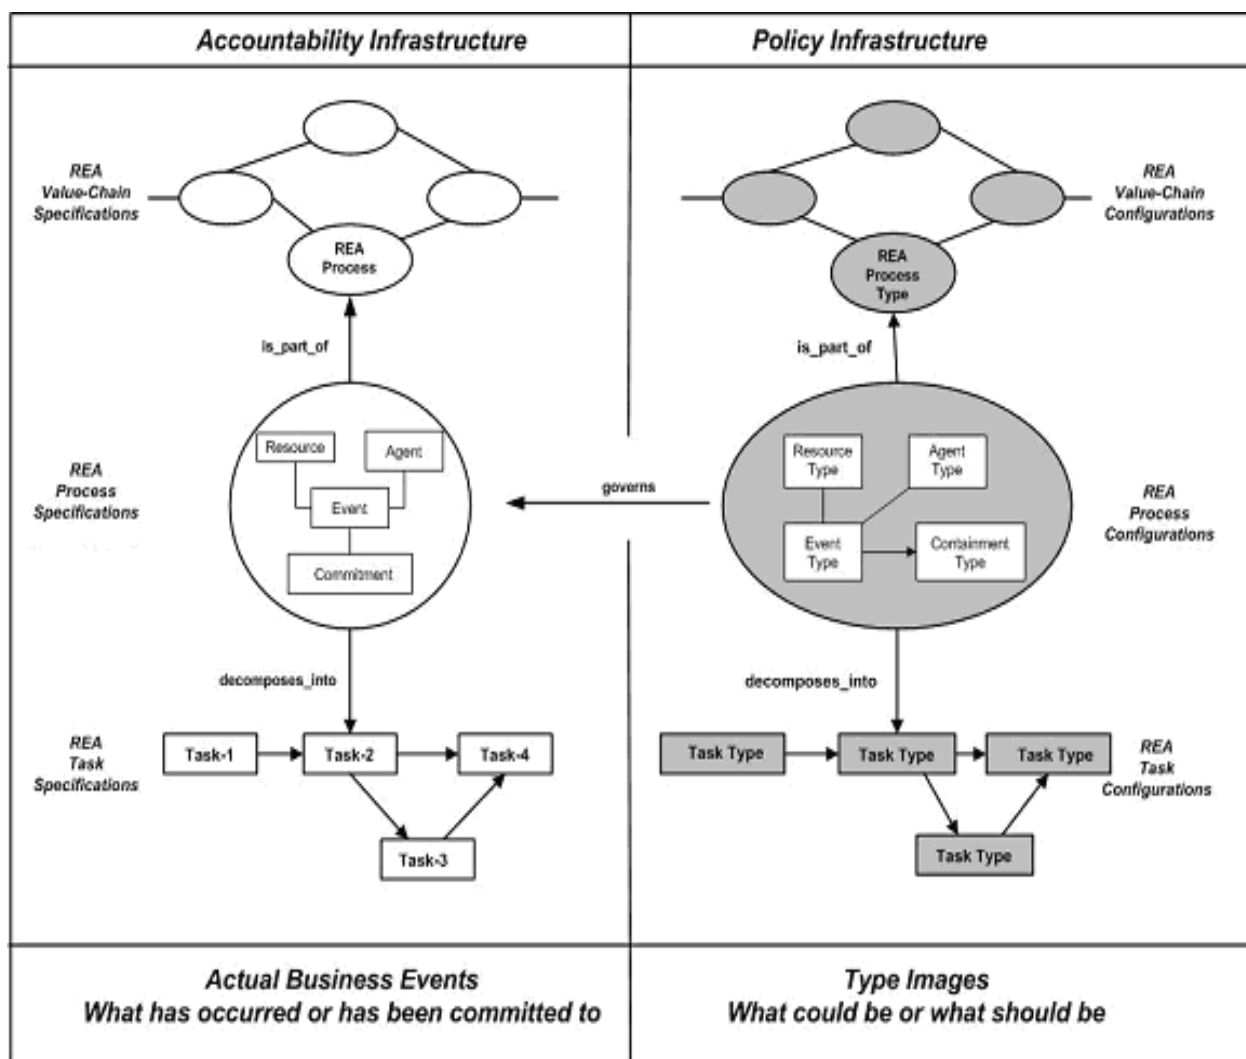 Accountability Infrastructure
Policy Infrastructure
REA
Value-Chain
Specifications
REA
Process
REA
Process
Type
REA
Value-Chain
Configurations
is_part_of
is_part_of
REA
Process
Specifications
Resource
Agent
Event
Commitment
governs
Resource
Type
Agent
Type
Event
Type
Containment
Type
REA
Process
Configurations
decomposes_into
decomposes_into
REA
Task
Specifications
Task-1
Task-2
Task-4
Task-3
Task Type
Task Type
Task Type
Task Type
REA
Task
Configurations
Actual Business Events
What has occurred or has been committed to
Type Images
What could be or what should be